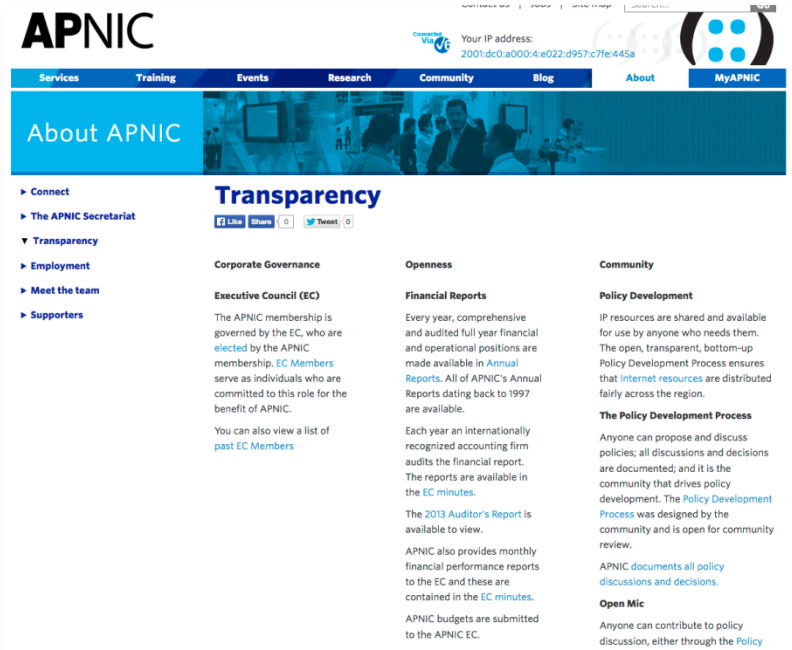 Contact us | Jobs | Site map Search... GO
APNIC
Connected
Via v6
Your IP address:
2001:dc0:a000:4:e022:d957:c7fe:445a
Services Training Events Research Community Blog About MyAPNIC
About APNIC
▶ Connect
▶ The APNIC Secretariat
▼ Transparency
▶ Employment
▶ Meet the team
▶ Supporters
Transparency
Like Share 0 Tweet 0
Corporate Governance
Executive Council (EC)
The APNIC membership is
governed by the EC, who are
elected by the APNIC
membership. EC Members
serve as individuals who are
committed to this role for the
benefit of APNIC.
You can also view a list of
past EC Members
Openness
Financial Reports
Every year, comprehensive
and audited full year financial
and operational positions are
made available in Annual
Reports. All of APNIC's Annual
Reports dating back to 1997
are available.
Each year an internationally
recognized accounting firm
audits the financial report.
The reports are available in
the EC minutes.
The 2013 Auditor's Report is
available to view.
APNIC also provides monthly
financial performance reports
to the EC and these are
contained in the EC minutes.
APNIC budgets are submitted
to the APNIC EC.
Community
Policy Development
IP resources are shared and available
for use by anyone who needs them.
The open, transparent, bottom-up
Policy Development Process ensures
that Internet resources are distributed
fairly across the region.
The Policy Development Process
Anyone can propose and discuss
policies; all discussions and decisions
are documented; and it is the
community that drives policy
development. The Policy Development
Process was designed by the
community and is open for community
review.
APNIC documents all policy
discussions and decisions.
Open Mic
Anyone can contribute to policy
discussion, either through the Policy